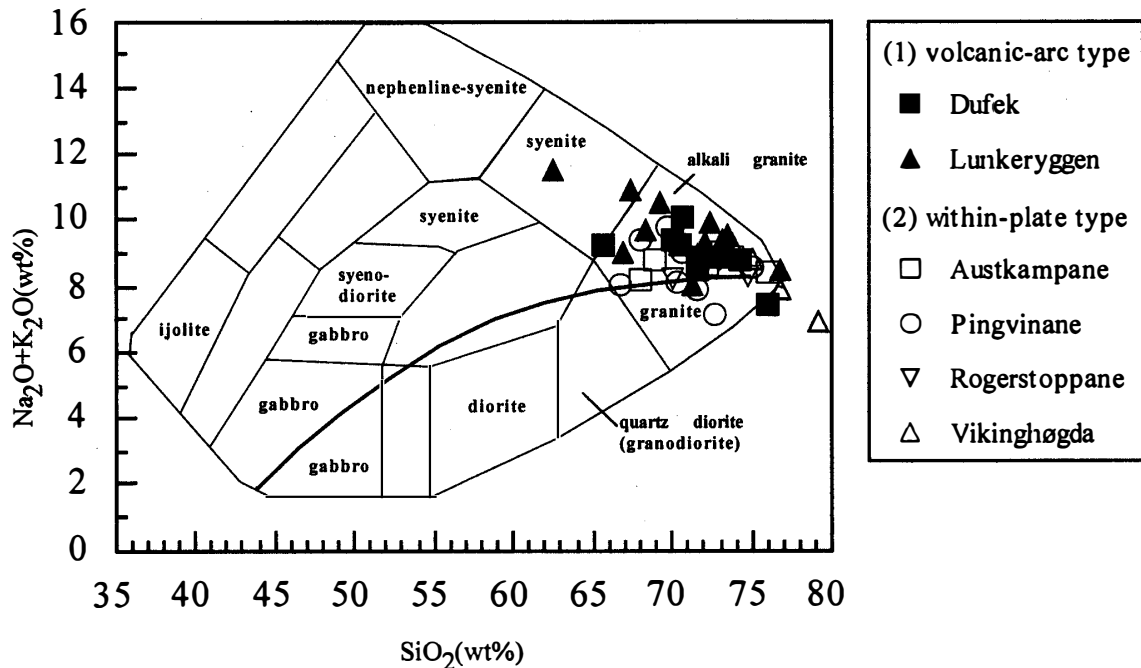 16
14
12
10
8
6
4
2
0
Na2O+K2O(wt%)
35 40 45 50 55 60 65 70 75 80
SiO2(wt%)
nephenline-syenite
syenite
alkali granite
syenite
syeno-
diorite
gabbro
ijolite
granite
gabbro
diorite
gabbro
quartz diorite
(granodiorite)
(1) volcanic-arc type
Dufek
Lunkeryggen
(2) within-plate type
Austkampane
Pingvinane
Rogerstoppane
Vikinghøgda